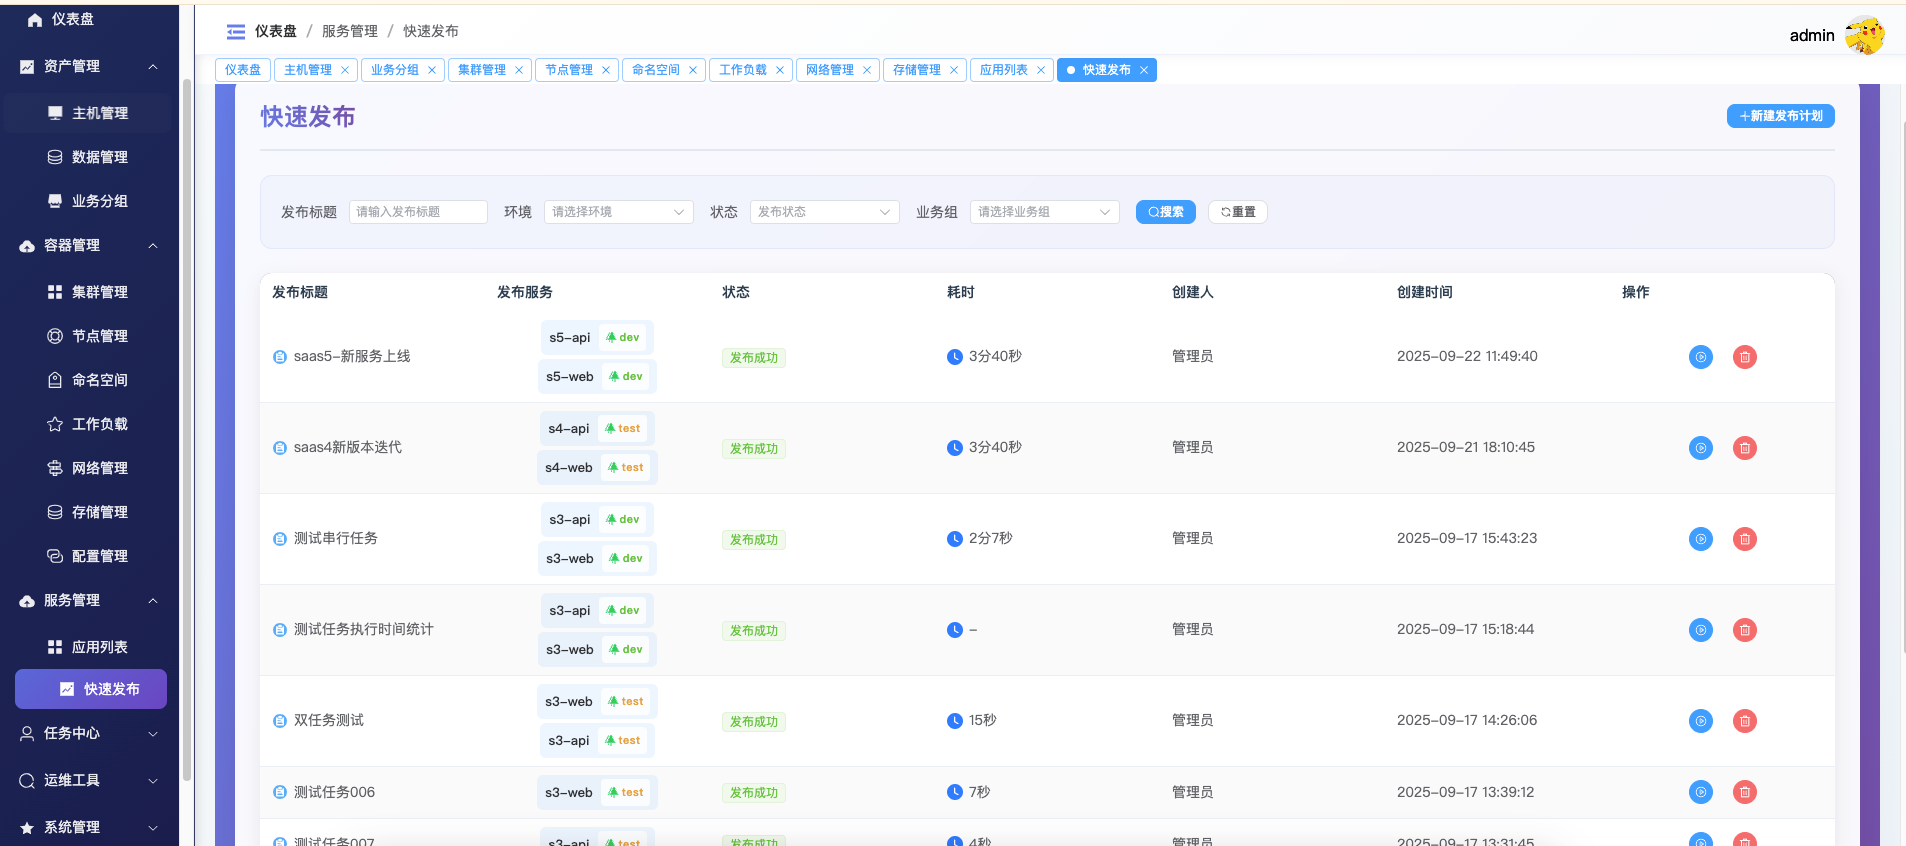 仪表盘
资产管理
主机管理
数据管理
业务分组
容器管理
集群管理
节点管理
命名空间
工作负载
网络管理
存储管理
配置管理
服务管理
应用列表
快速发布
任务中心
运维工具
系统管理
仪表盘 / 服务管理 / 快速发布
admin
仪表盘 主机管理 业务分组 集群管理 节点管理 命名空间 工作负载 网络管理 存储管理 应用列表 快速发布
快速发布
新建发布计划
发布标题 请输入发布标题 环境 请选择环境 状态 发布状态 业务组 请选择业务组 搜索 重置
发布标题 发布服务 状态 耗时 创建人 创建时间 操作
s5-api dev
saas5-新服务上线 发布成功 3分40秒 管理员 2025-09-22 11:49:40
s5-web dev
s4-api test
saas4新版本迭代 发布成功 3分40秒 管理员 2025-09-21 18:10:45
s4-web test
s3-api dev
测试串行任务 发布成功 2分7秒 管理员 2025-09-17 15:43:23
s3-web dev
s3-api dev
测试任务执行时间统计 发布成功 - 管理员 2025-09-17 15:18:44
s3-web dev
s3-web test
双任务测试 发布成功 15秒 管理员 2025-09-17 14:26:06
s3-api test
测试任务006 s3-web test 发布成功 7秒 管理员 2025-09-17 13:39:12
测试任务007 s3-api test 发布成功 4秒 管理员 2025-09-17 13:31:45